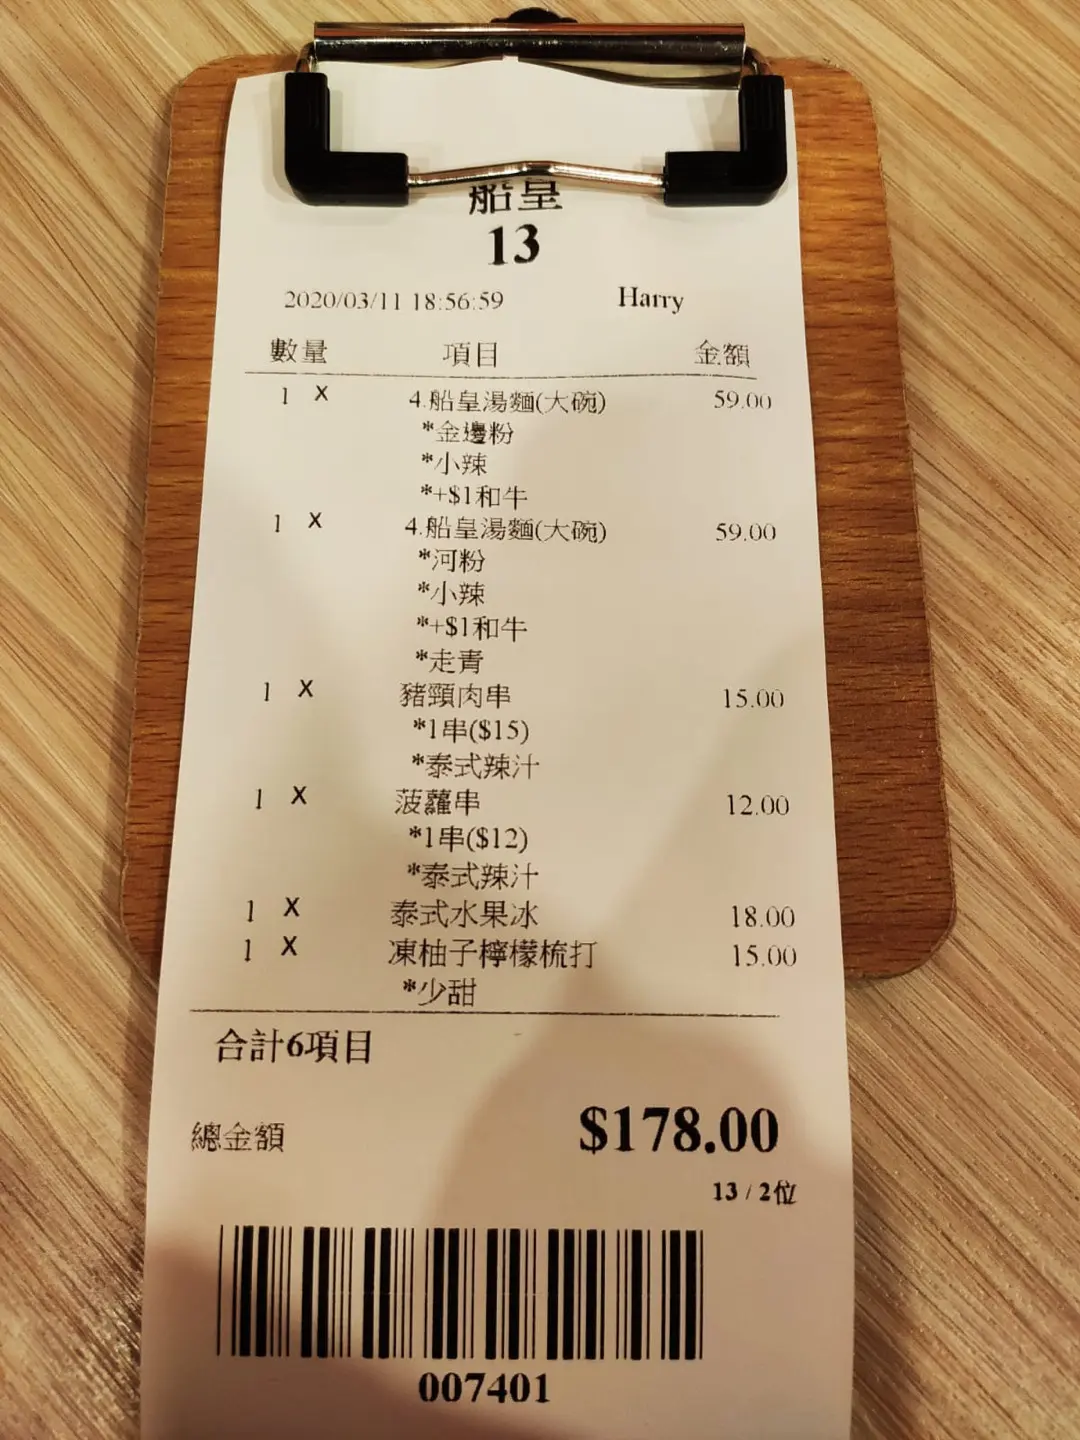 船皇
13
2020/03/11 18:56:59 Harry
數量 項目 金額
1 X 4.船皇湯麵(大碗) 59.00
*金邊粉
*小辣
*+$1和牛
1 X 4.船皇湯麵(大碗) 59.00
*河粉
*小辣
*+$1和牛
*走青
1 X 豬頸肉串 15.00
*1串($15)
*泰式辣汁
1 X 菠蘿串 12.00
*1串($12)
*泰式辣汁
1 X 泰式水果冰 18.00
1 X 凍柚子檸檬梳打 15.00
*少甜
合計6項目
總金額 $178.00
13 / 2位
007401